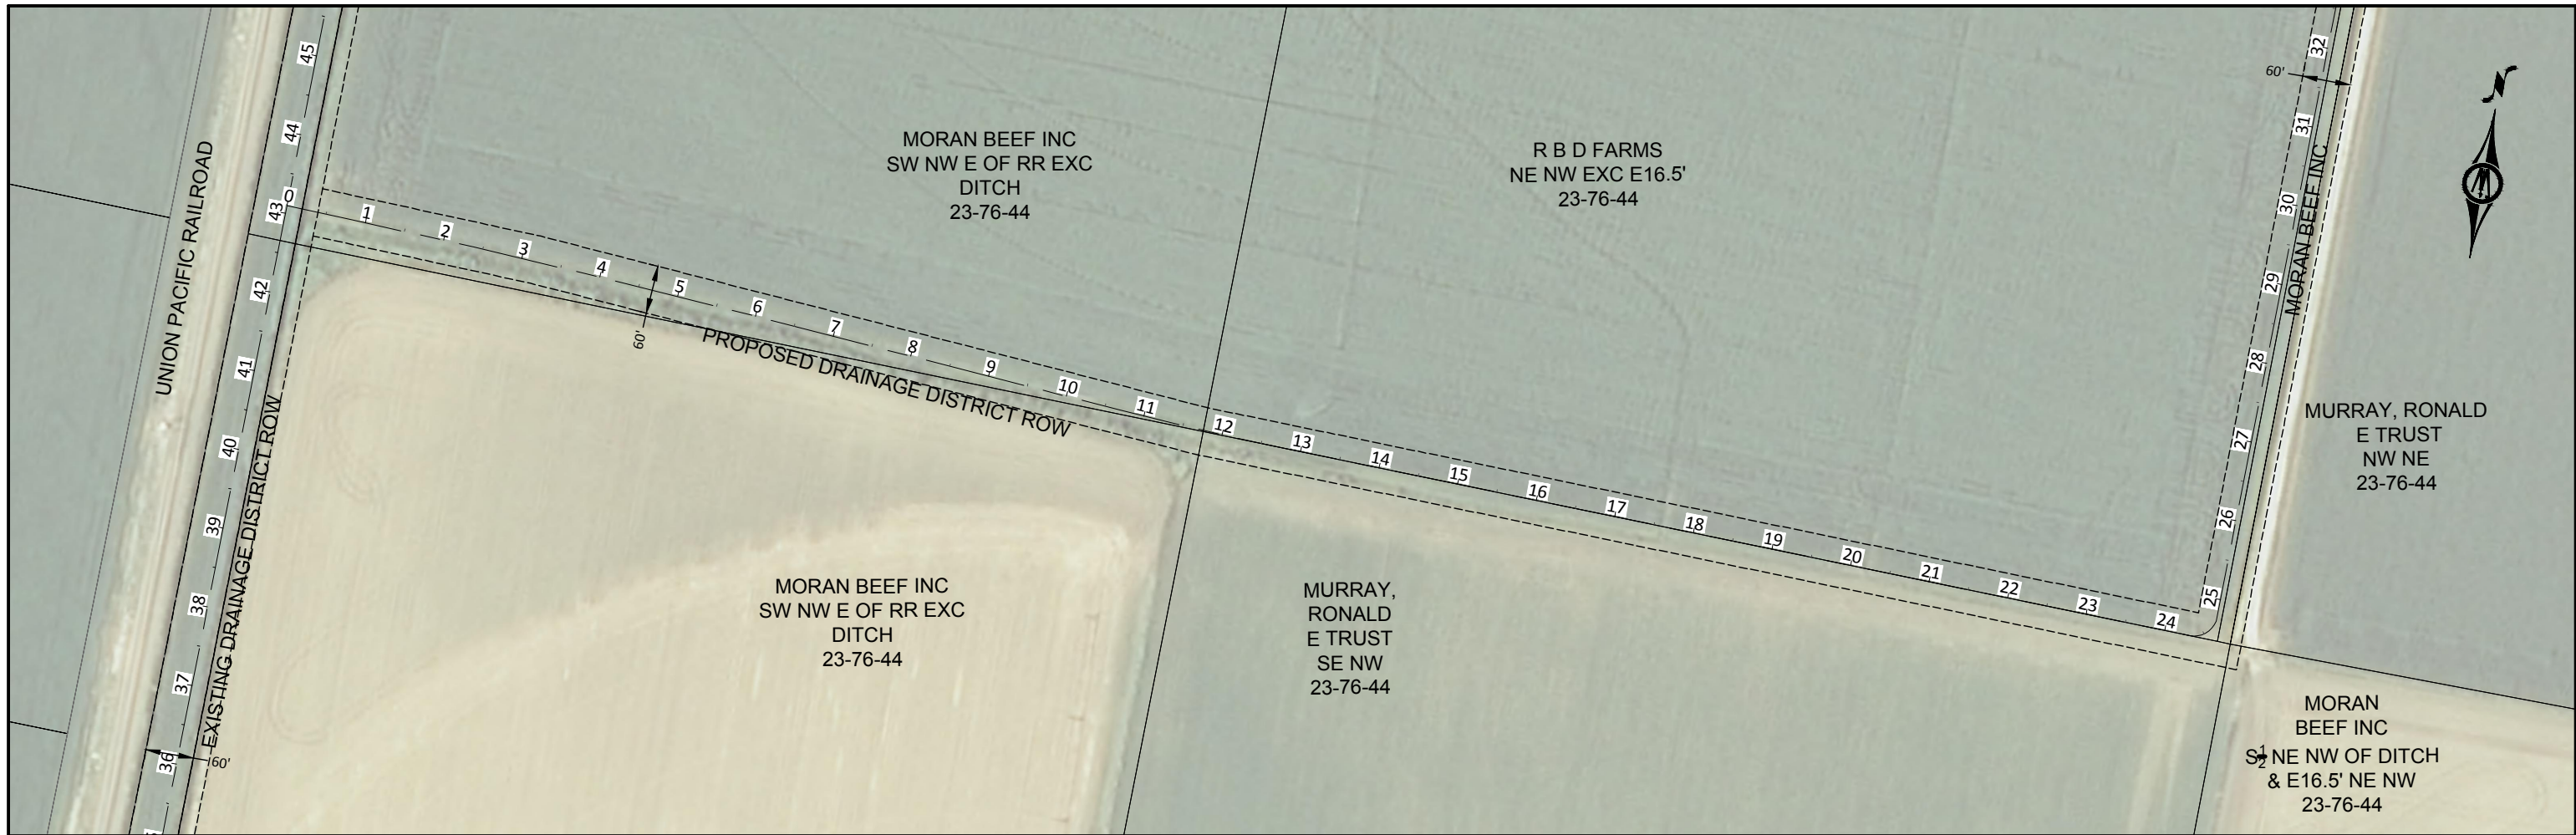 UNION PACIFIC RAILROAD
EXISTING DRAINAGE DISTRICT ROW
45
44
43
42
41
40
39
38
37
36
60'
MORAN BEEF INC
SW NW E OF RR EXC
DITCH
23-76-44
R B D FARMS
NE NW EXC E16.5'
23-76-44
60'
N
32
31
30
29
28
27
26
25
MORAN BEEF INC
0
1
2
3
4
5
6
7
8
9
10
11
12
13
14
15
16
17
18
19
20
21
22
23
24
60'
PROPOSED DRAINAGE DISTRICT ROW
MURRAY, RONALD
E TRUST
NW NE
23-76-44
MORAN BEEF INC
SW NW E OF RR EXC
DITCH
23-76-44
MURRAY,
RONALD
E TRUST
SE NW
23-76-44
MORAN
BEEF INC
S½ NE NW OF DITCH
& E16.5' NE NW
23-76-44